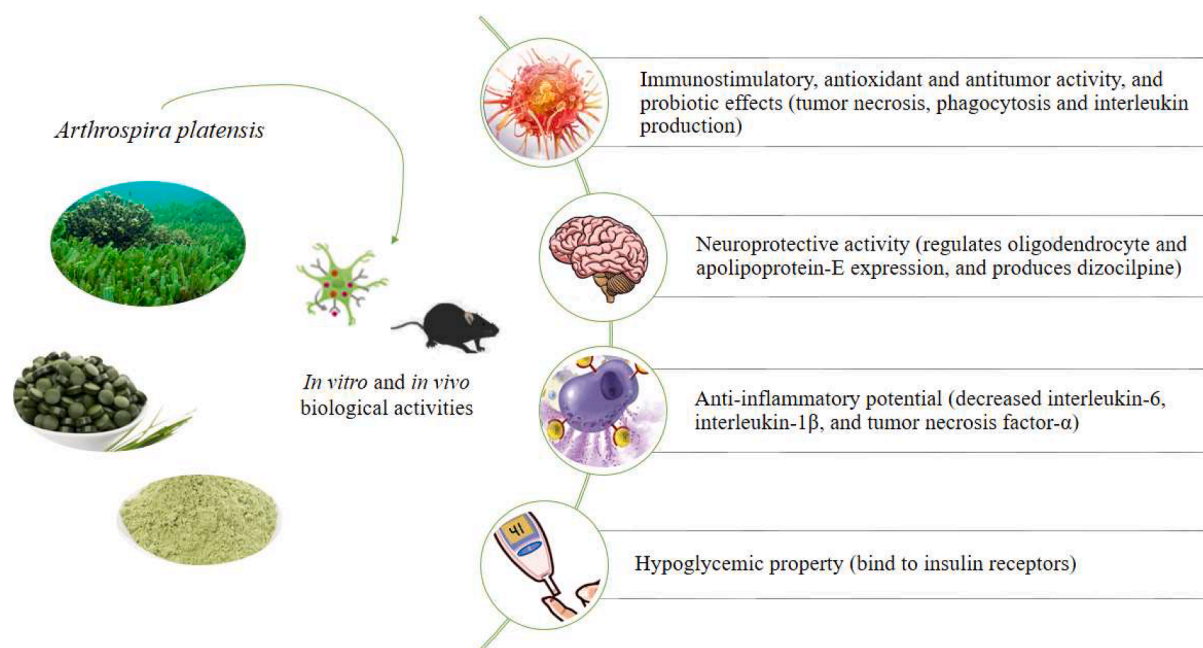 Arthrospira platensis
In vitro and in vivo
biological activities
Immunostimulatory, antioxidant and antitumor activity, and
probiotic effects (tumor necrosis, phagocytosis and interleukin
production)
Neuroprotective activity (regulates oligodendrocyte and
apolipoprotein-E expression, and produces dizocilpine)
Anti-inflammatory potential (decreased interleukin-6,
interleukin-1β, and tumor necrosis factor-α)
41
Hypoglycemic property (bind to insulin receptors)